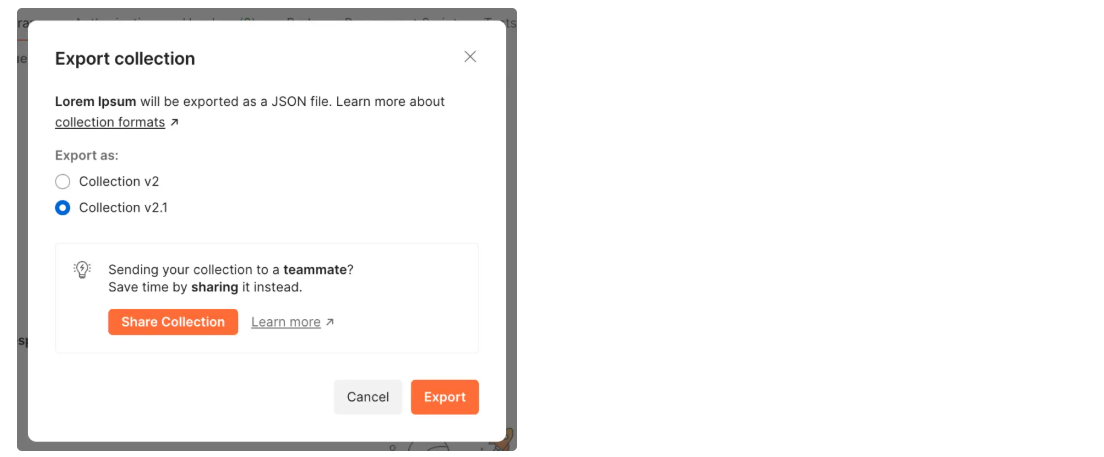 Export collection
Lorem Ipsum will be exported as a JSON file. Learn more about
collection formats ↗
Export as:
Collection v2
Collection v2.1
Sending your collection to a teammate?
Save time by sharing it instead.
Share Collection Learn more ↗
Cancel Export